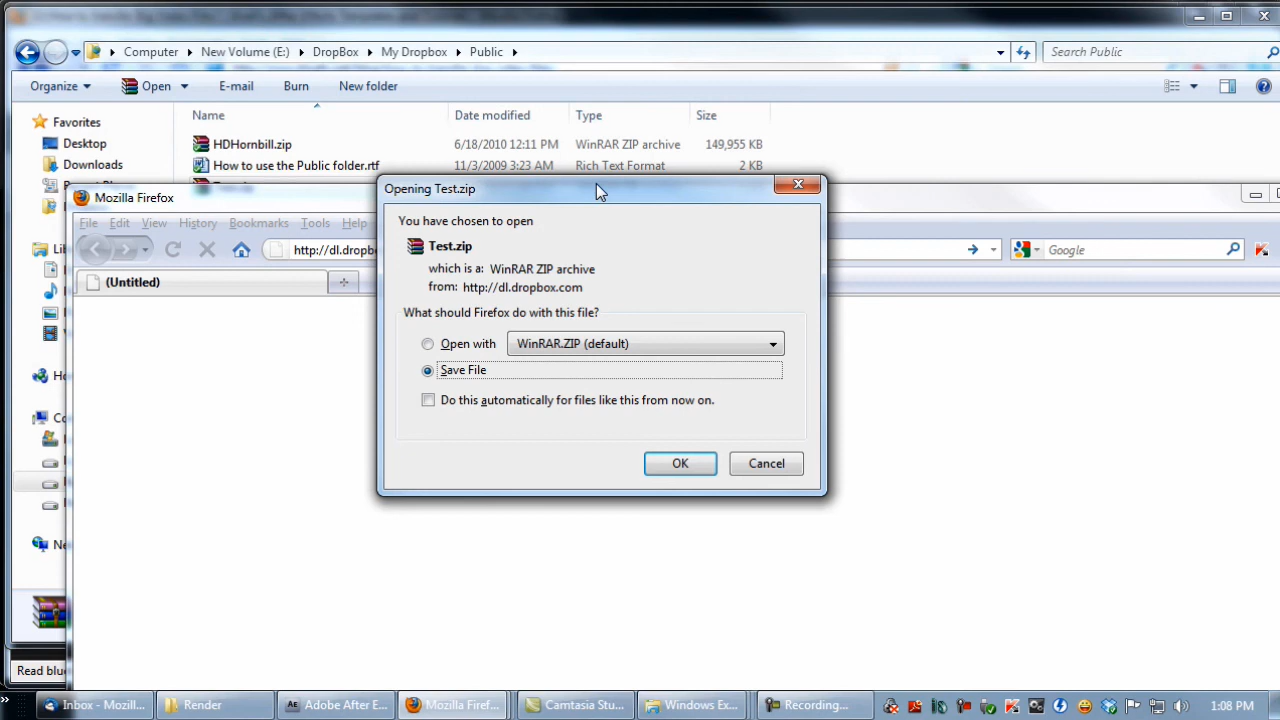 Computer New Volume (E:) DropBox My Dropbox Public
Search Public
Organize Open E-mail Burn New folder
Favorites
Desktop
Downloads
Name Date modified Type Size
HDHornbill.zip 6/18/2010 12:11 PM WinRAR ZIP archive 149,955 KB
How to use the Public folder.rtf 11/3/2009 3:23 AM Rich Text Format 2 KB
Mozilla Firefox
File Edit View History Bookmarks Tools Help
http://dl.dropbo
Google
(Untitled)
Opening Test.zip
You have chosen to open
Test.zip
which is a: WinRAR ZIP archive
from: http://dl.dropbox.com
What should Firefox do with this file?
Open with WinRAR.ZIP (default)
Save File
Do this automatically for files like this from now on.
OK Cancel
Lib
Ho
Co
Ne
Read blu
Inbox - Mozill... Render Adobe After E... Mozilla Firef... Camtasia Stu... Windows Ex... Recording... 1:08 PM